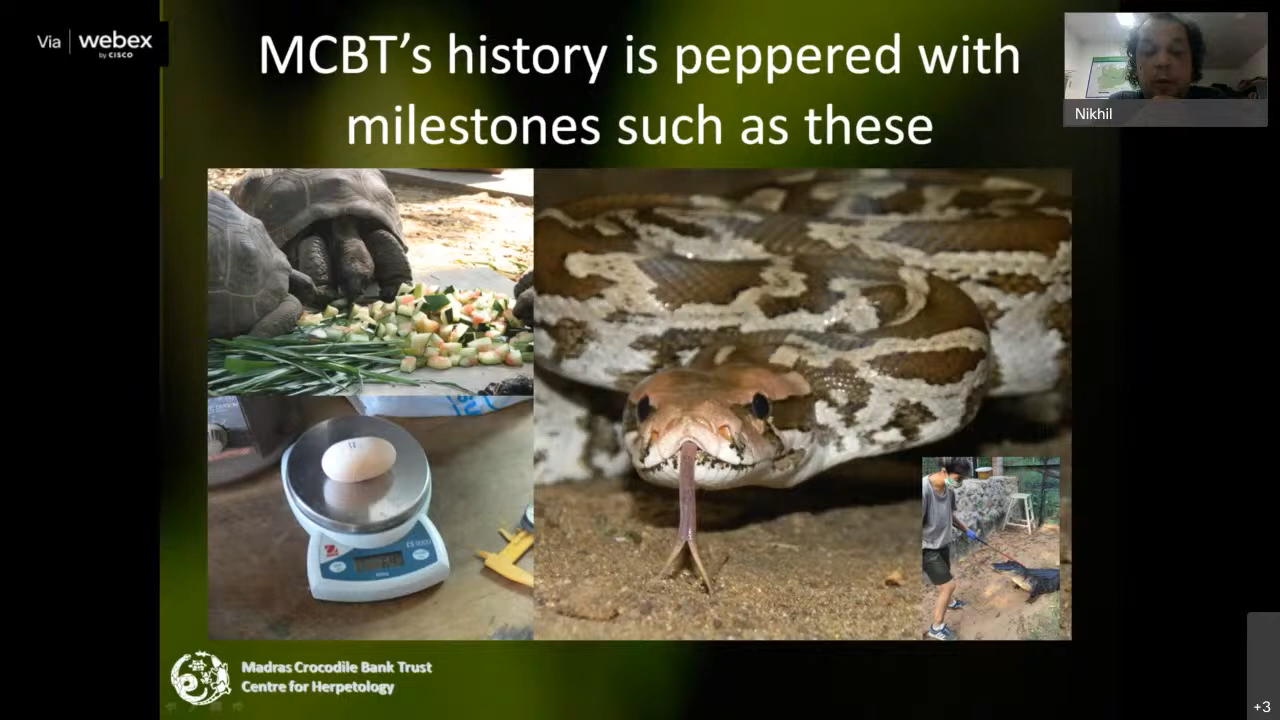 Via webex
by CISCO
MCBT's history is peppered with
milestones such as these
Nikhil
Madras Crocodile Bank Trust
Centre for Herpetology
+3